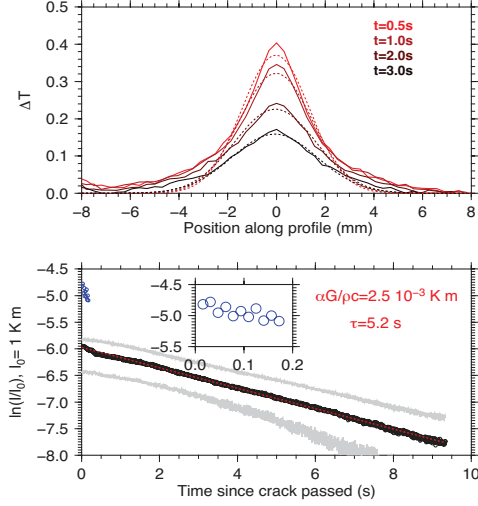 0.5
0.4
0.3
0.2
0.1
0.0
ΔT
t=0.5s
t=1.0s
t=2.0s
t=3.0s
−8 −6 −4 −2 0 2 4 6 8
Position along profile (mm)
−4.5
−5.0
−5.5
−6.0
−6.5
−7.0
−7.5
−8.0
ln(I/I₀), I₀= 1 K m
−4.5
−5.0
−5.5
0.0 0.1 0.2
αG/ρc=2.5 10⁻³ K m
τ=5.2 s
0 2 4 6 8 10
Time since crack passed (s)